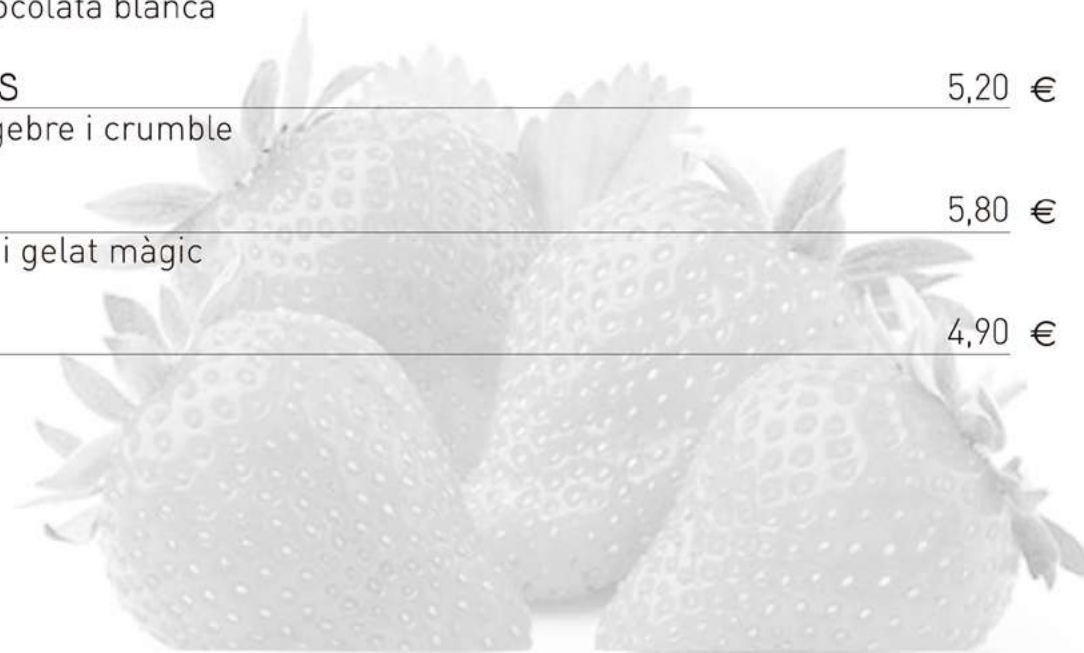 ocolata blanca
S 5,20 €
gebre i crumble
5,80 €
i gelat màgic
4,90 €